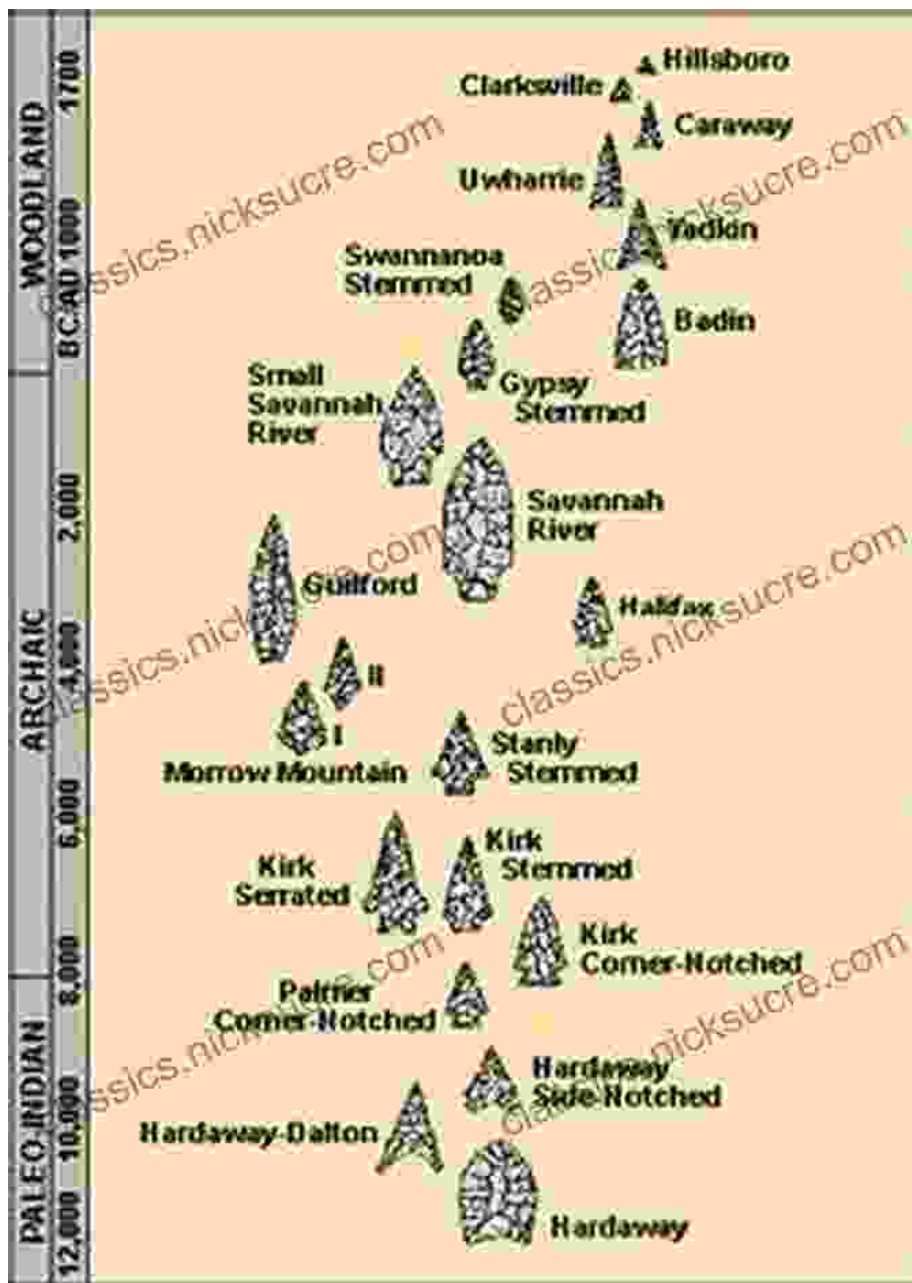 WOODLAND
ARCHAIC
PALEO-INDIAN
1700
1000
BC/AD
2,000
4,000
6,000
8,000
10,000
12,000
Hillsboro
Clarksville
Caraway
Uwharrie
Yadkin
Swannanoa
Stemmed
Badin
Gypsy
Stemmed
Small
Savannah
River
Savannah
River
Guilford
Halifax
II
I
Morrow Mountain
Stanly
Stemmed
Kirk
Serrated
Kirk
Stemmed
Kirk
Corner-Notched
Palmer
Corner-Notched
Hardaway
Side-Notched
Hardaway-Dalton
Hardaway
classics.nicksucre.com
classics.nicksucre.com
classics.nicksucre.com
classics.nicksucre.com
classics.nicksucre.com
classics.nicksucre.com